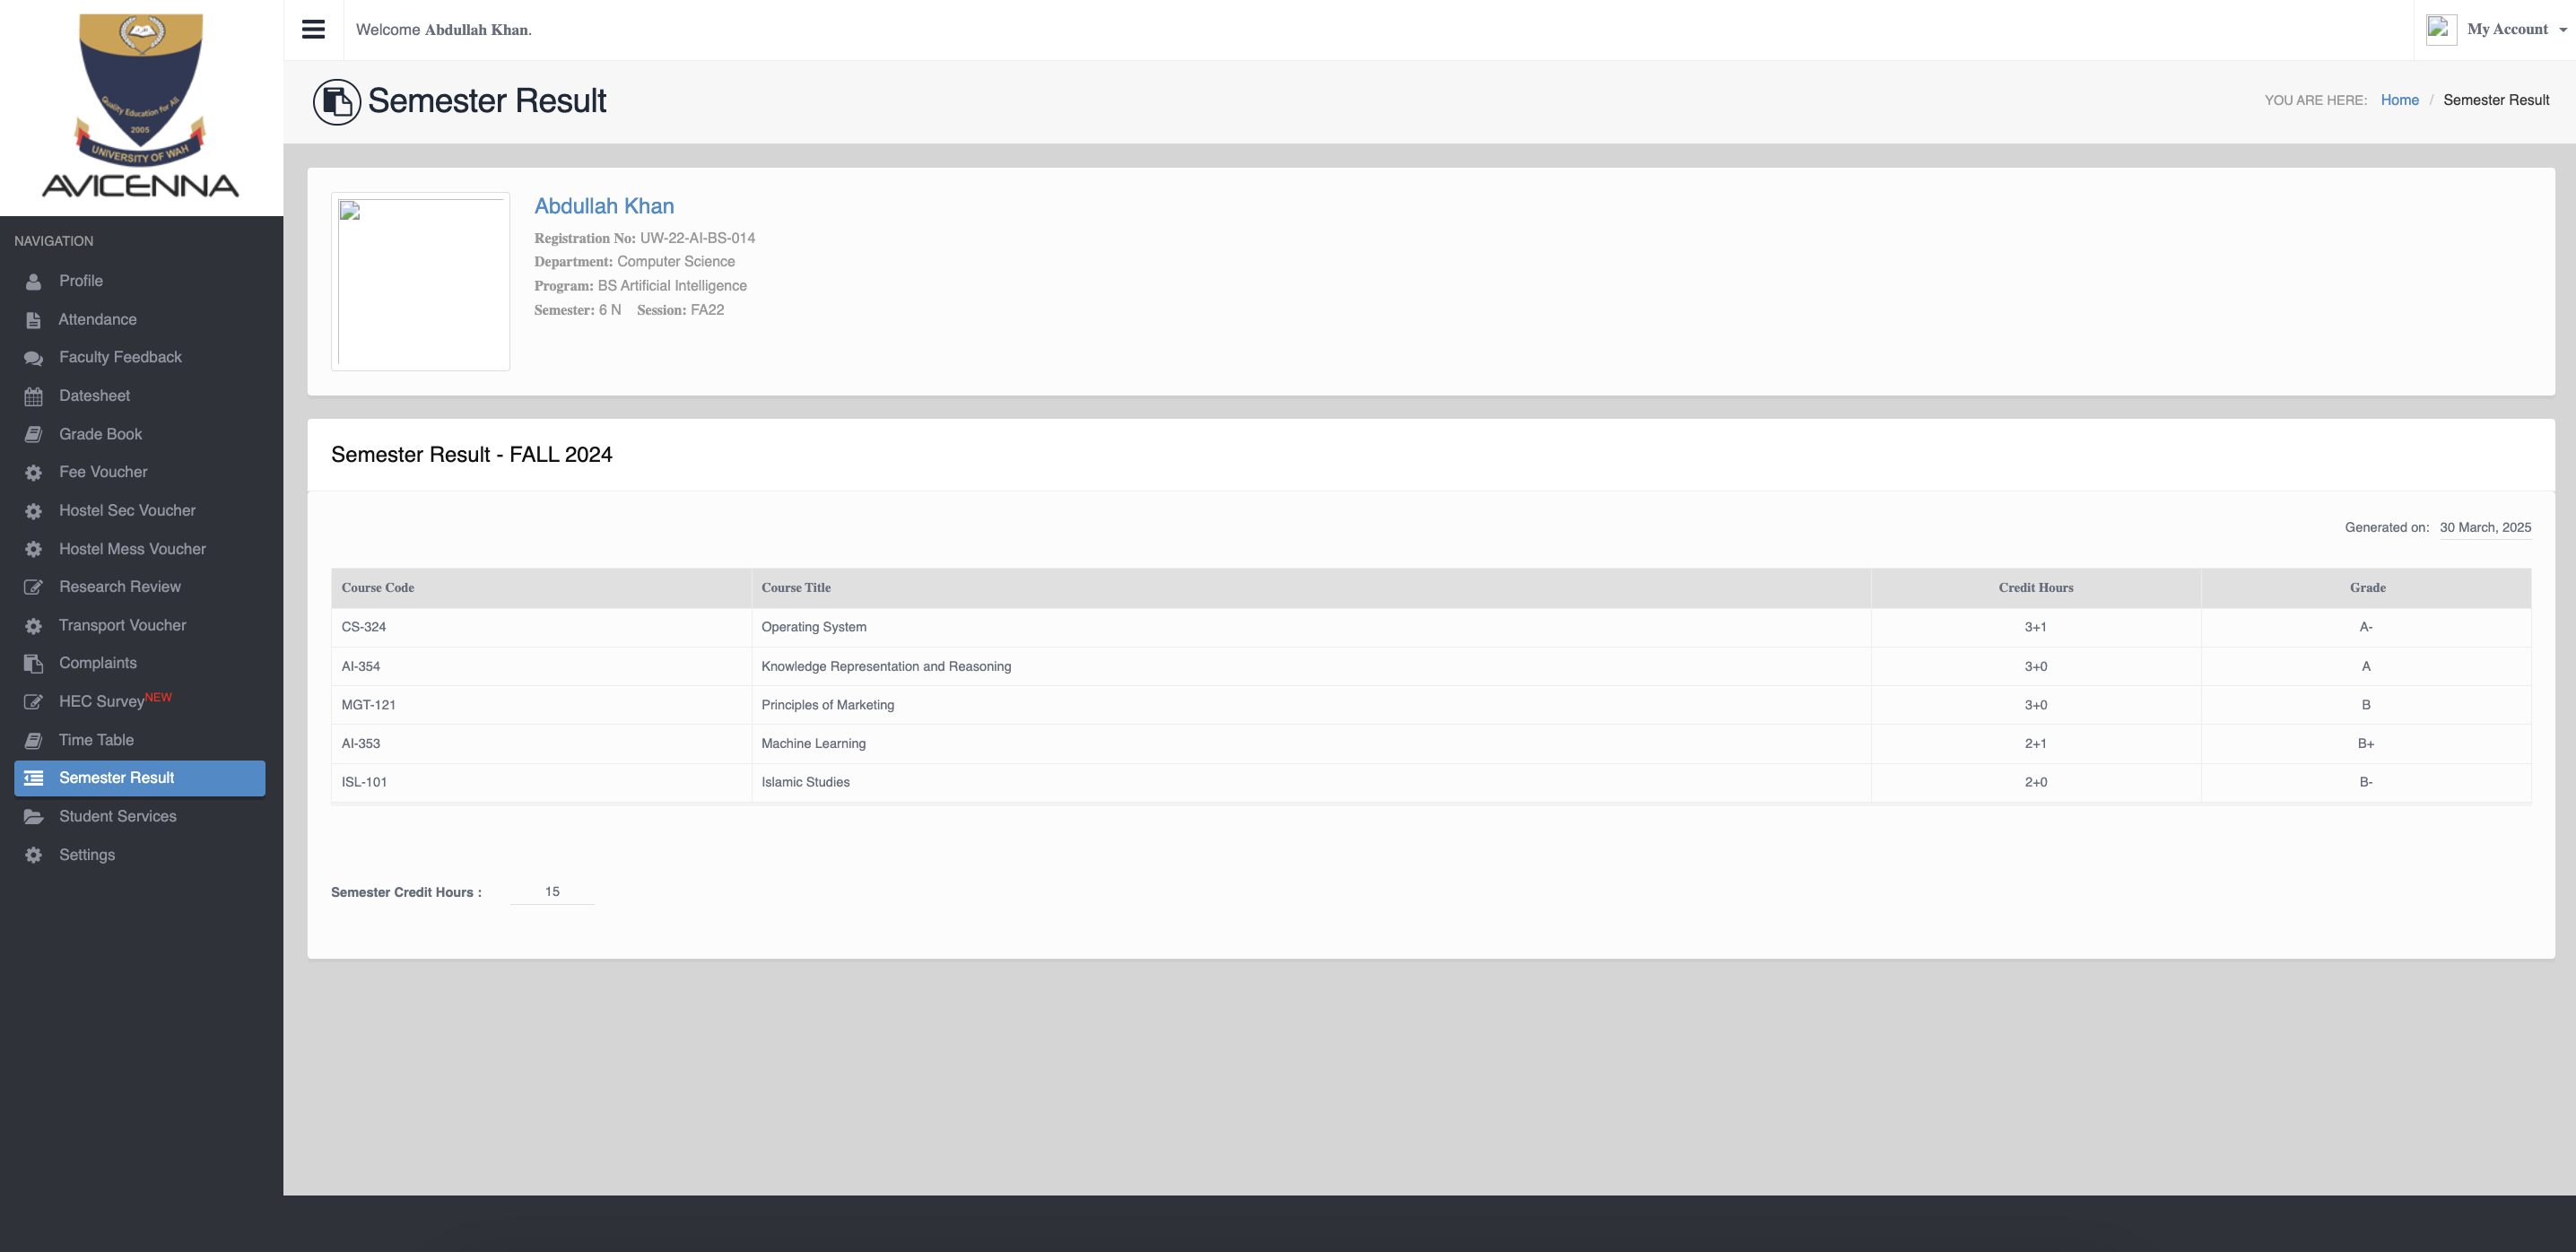 Quality Education for All
2005
UNIVERSITY OF WAH
AVICENNA
Welcome Abdullah Khan.
My Account
Semester Result
YOU ARE HERE: Home / Semester Result
NAVIGATION
Profile
Attendance
Faculty Feedback
Datesheet
Grade Book
Fee Voucher
Hostel Sec Voucher
Hostel Mess Voucher
Research Review
Transport Voucher
Complaints
HEC Survey NEW
Time Table
Semester Result
Student Services
Settings
Abdullah Khan
Registration No: UW-22-AI-BS-014
Department: Computer Science
Program: BS Artificial Intelligence
Semester: 6 N Session: FA22
Semester Result - FALL 2024
Generated on: 30 March, 2025
Course Code Course Title Credit Hours Grade
CS-324 Operating System 3+1 A-
AI-354 Knowledge Representation and Reasoning 3+0 A
MGT-121 Principles of Marketing 3+0 B
AI-353 Machine Learning 2+1 B+
ISL-101 Islamic Studies 2+0 B-
Semester Credit Hours : 15